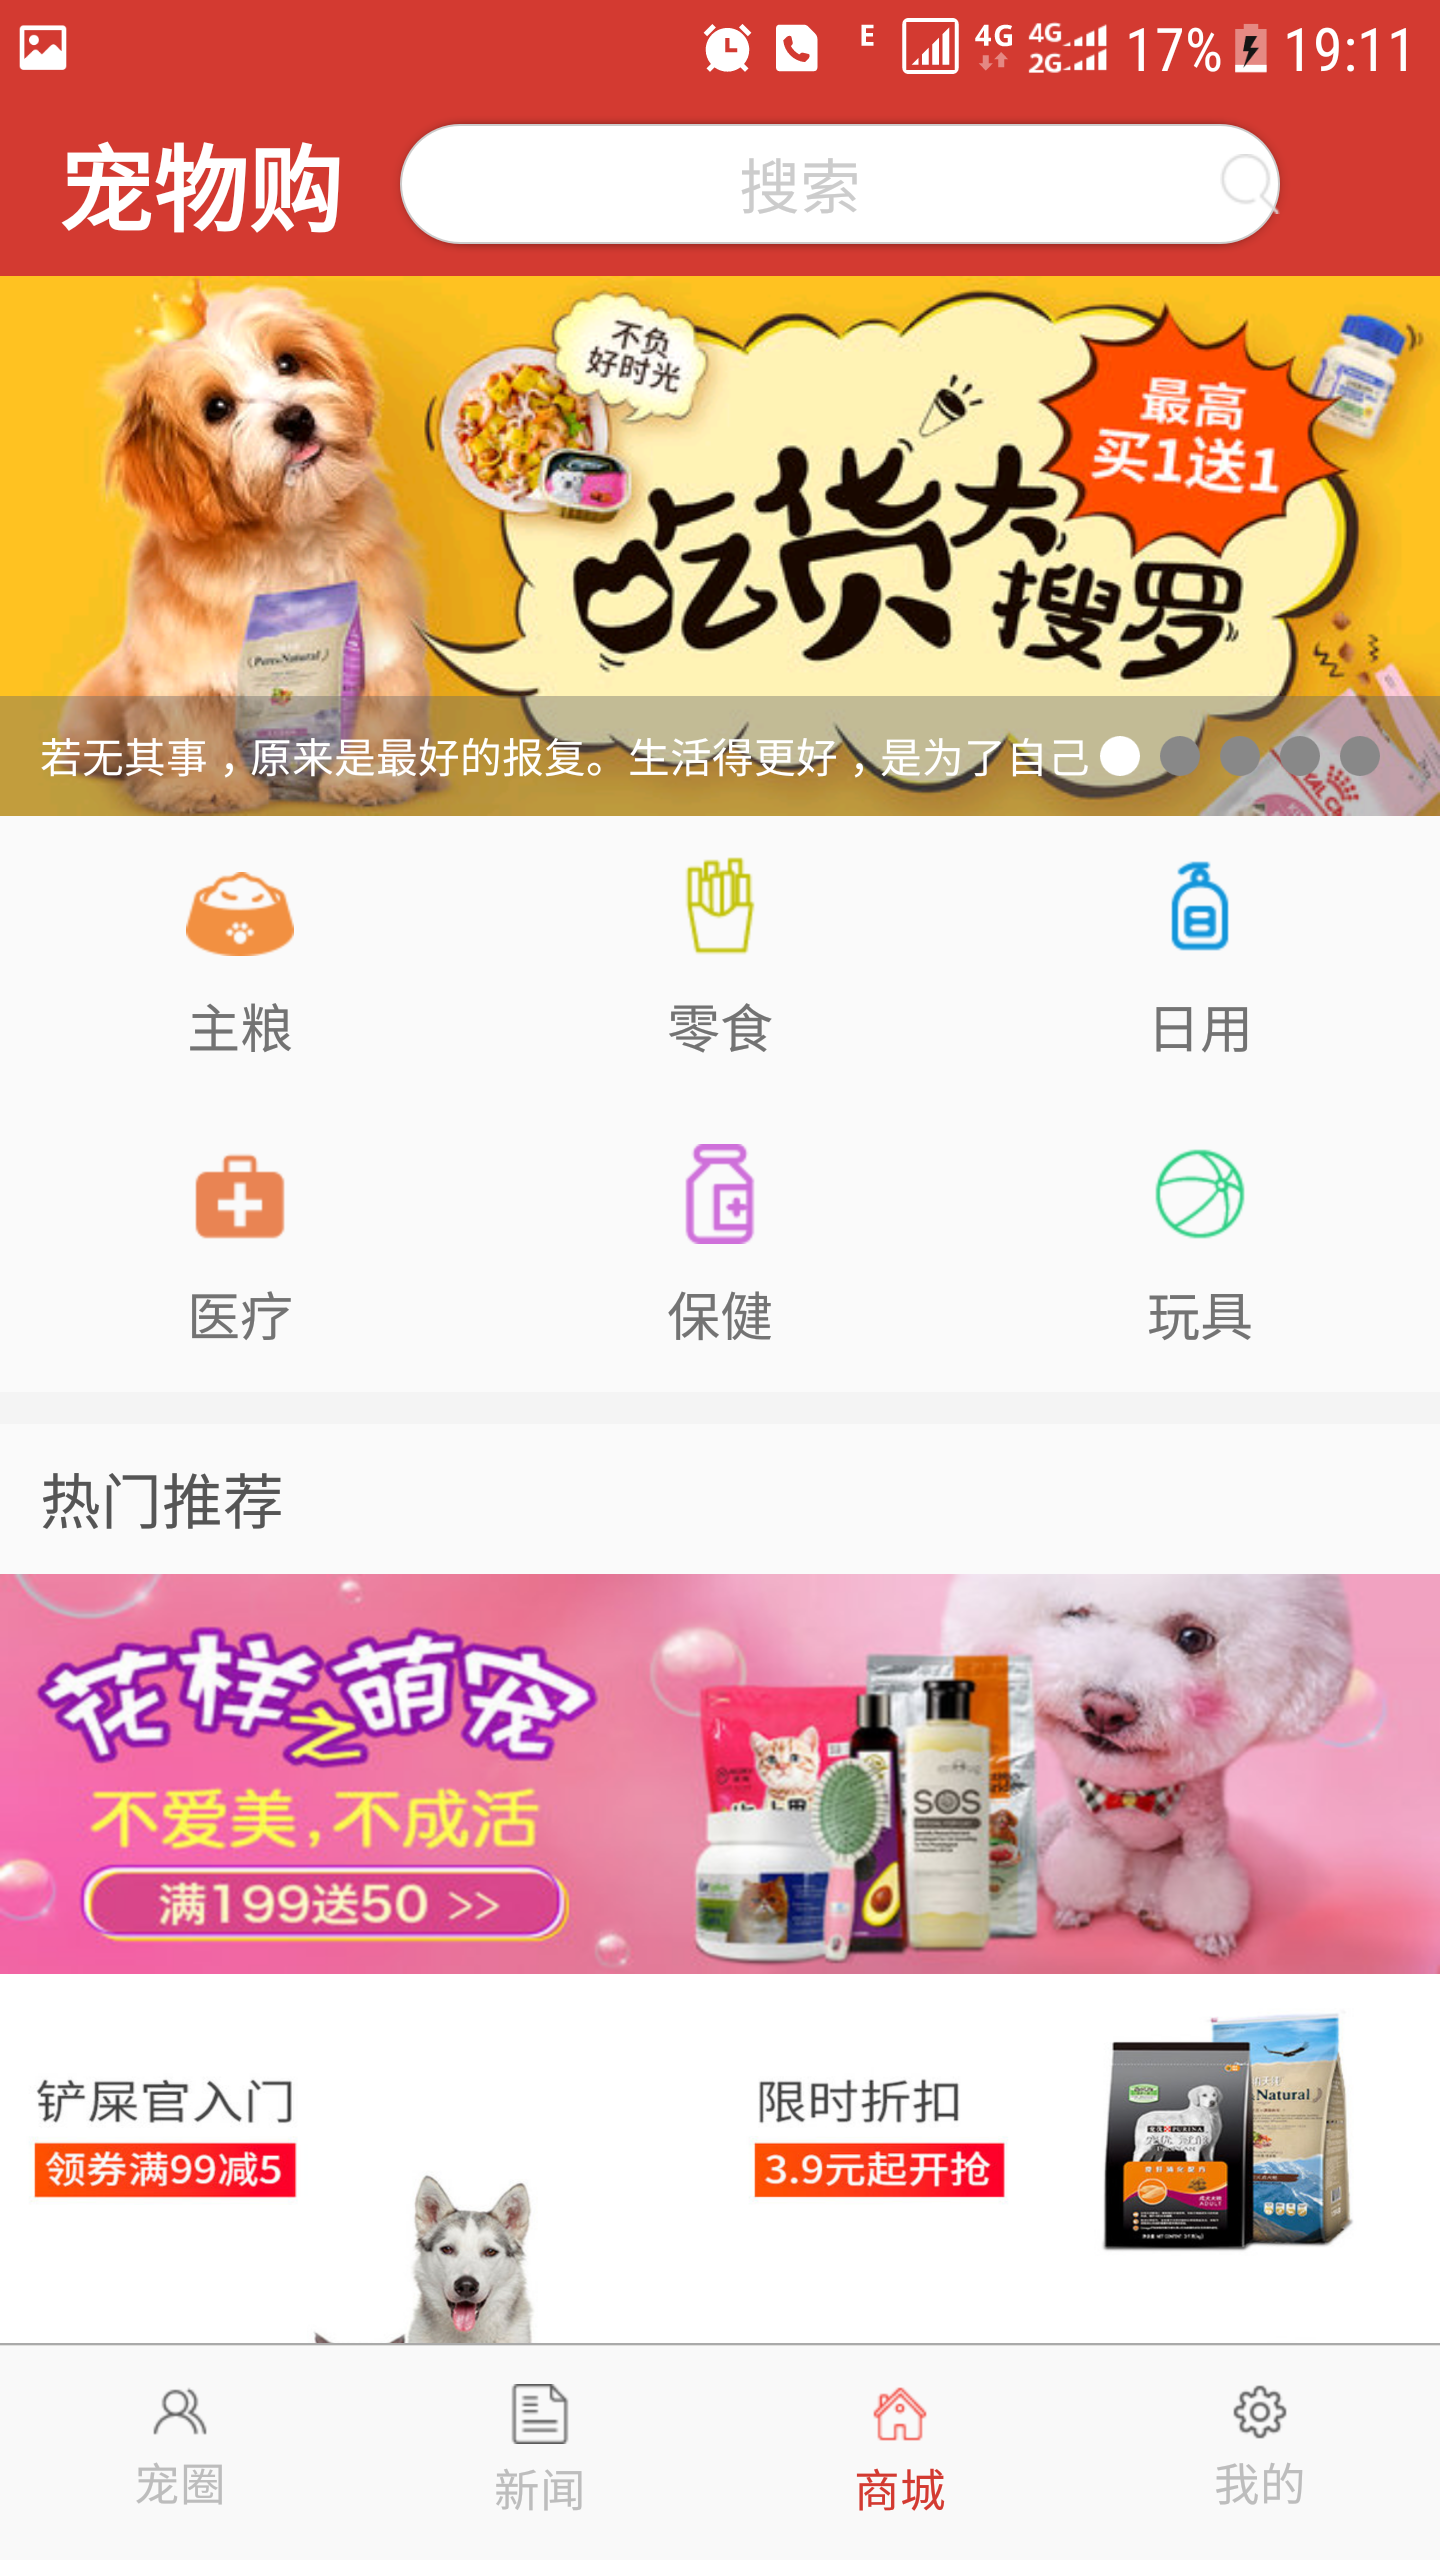 E 4G 4G 2G 17% 19:11
宠物购
搜索
不负
好时光
最高
买1送1
吃货大
搜罗
Pure&Natural
若无其事，原来是最好的报复。生活得更好，是为了自己
主粮
零食
日用
医疗
保健
玩具
热门推荐
花样之萌宠
不爱美,不成活
满199送50 >>
SOS
铲屎官入门
领券满99减5
限时折扣
3.9元起开抢
Natural
PURINA
ADULT
宠圈
新闻
商城
我的